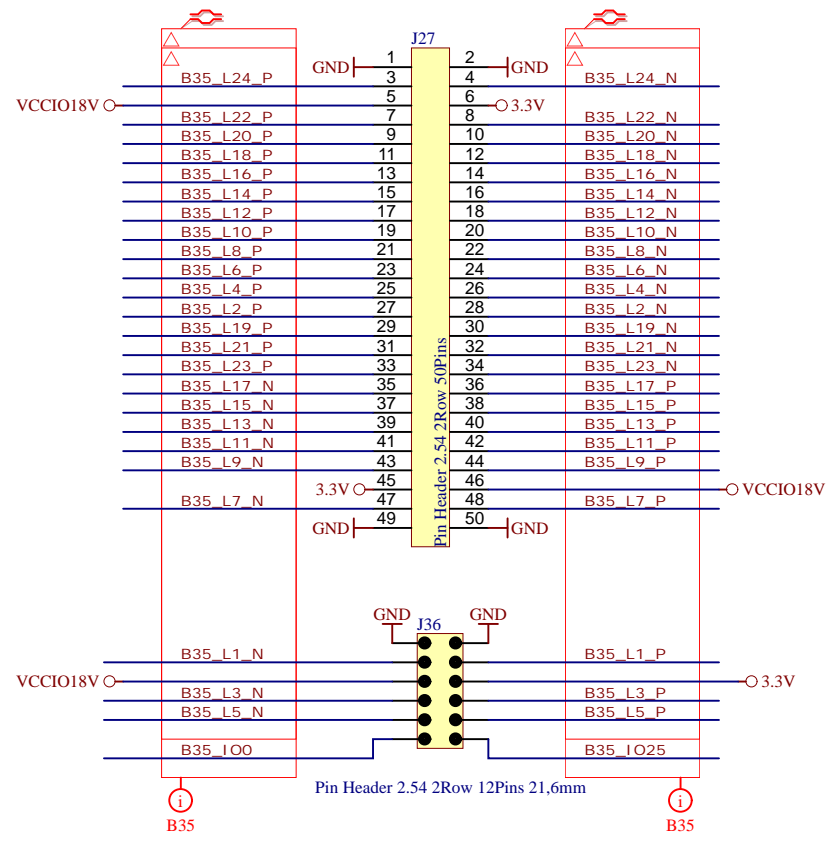 J27
GND 1 2 GND
B35_L24_P 3 4 B35_L24_N
VCCIO18V 5 6 3.3V
B35_L22_P 7 8 B35_L22_N
B35_L20_P 9 10 B35_L20_N
B35_L18_P 11 12 B35_L18_N
B35_L16_P 13 14 B35_L16_N
B35_L14_P 15 16 B35_L14_N
B35_L12_P 17 18 B35_L12_N
B35_L10_P 19 20 B35_L10_N
B35_L8_P 21 22 B35_L8_N
B35_L6_P 23 24 B35_L6_N
B35_L4_P 25 26 B35_L4_N
B35_L2_P 27 28 B35_L2_N
B35_L19_P 29 30 B35_L19_N
B35_L21_P 31 32 B35_L21_N
B35_L23_P 33 34 B35_L23_N
B35_L17_N 35 36 B35_L17_P
B35_L15_N 37 38 B35_L15_P
B35_L13_N 39 40 B35_L13_P
B35_L11_N 41 42 B35_L11_P
B35_L9_N 43 44 B35_L9_P
3.3V 45 46 VCCIO18V
B35_L7_N 47 48 B35_L7_P
GND 49 50 GND
Pin Header 2.54 2Row 50Pins
GND GND
J36
B35_L1_N B35_L1_P
VCCIO18V 3.3V
B35_L3_N B35_L3_P
B35_L5_N B35_L5_P
B35_IO0 B35_IO25
Pin Header 2.54 2Row 12Pins 21,6mm
i i
B35 B35